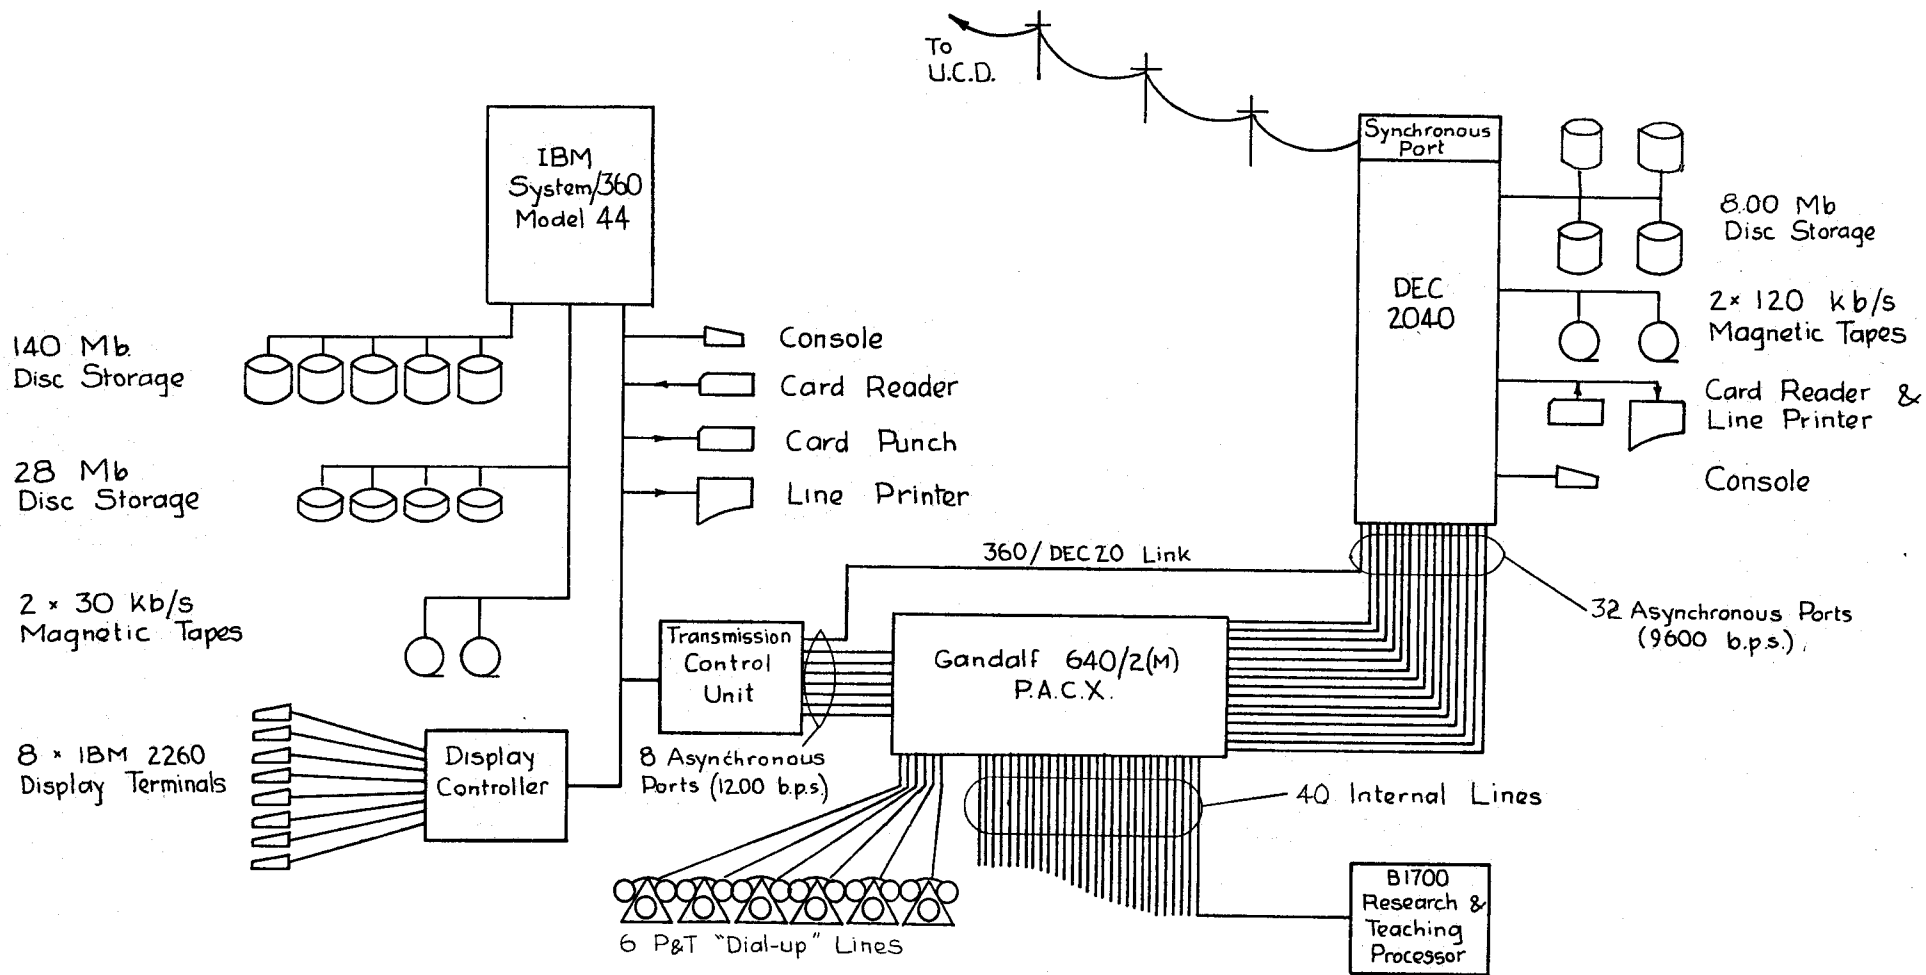 To
U.C.D.
IBM
System/360
Model 44
Synchronous
Port
8.00 Mb
Disc Storage
DEC
2040
2 × 120 kb/s
Magnetic Tapes
Card Reader &
Line Printer
Console
140 Mb.
Disc Storage
Console
Card Reader
Card Punch
Line Printer
28 Mb
Disc Storage
360/DEC20 Link
32 Asynchronous Ports
(9600 b.p.s.)
2 × 30 Kb/s
Magnetic Tapes
Transmission
Control
Unit
Gandalf 640/2(M)
P.A.C.X.
8 × IBM 2260
Display Terminals
Display
Controller
8 Asynchronous
Ports (1200 b.p.s)
40 Internal Lines
6 P&T "Dial-up" Lines
B1700
Research &
Teaching
Processor